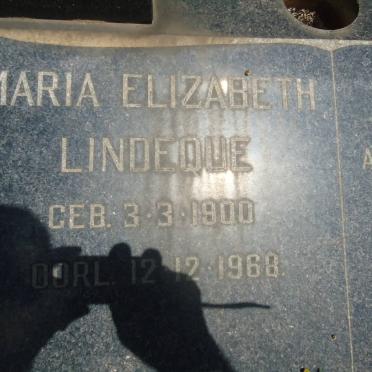 MARIA ELIZABETH
LINDEQUE
GEB. 3·3·1900
OORL. 12·12·1968.
A